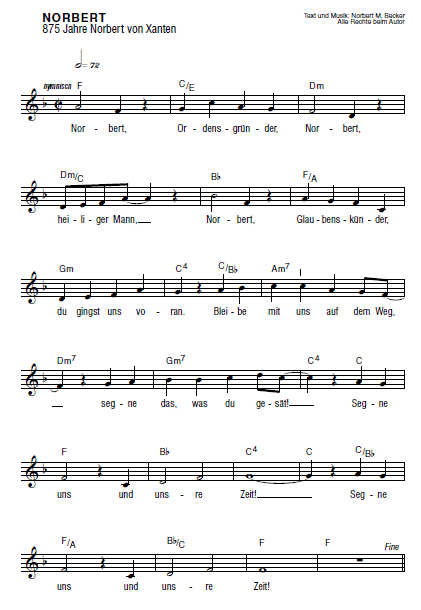 NORBERT
875 Jahre Norbert von Xanten
Text und Musik: Norbert M. Becker
Alle Rechte beim Autor
= 72
hymnisch F C/E Dm
Nor - bert, Or - dens - grün - der, Nor - bert,
Dm/C B♭ F/A
hei - li - ger Mann, Nor - bert, Glau - bens - kün - der,
Gm C4 C/B♭ Am7
du gingst uns vo - ran. Blei - be mit uns auf dem Weg,
Dm7 Gm7 C4 C
seg - ne das, was du ge - sät! Seg - ne
F B♭ C4 C C/B♭
uns und uns - re Zeit! Seg - ne
F/A B♭/C F F Fine
uns und uns - re Zeit!